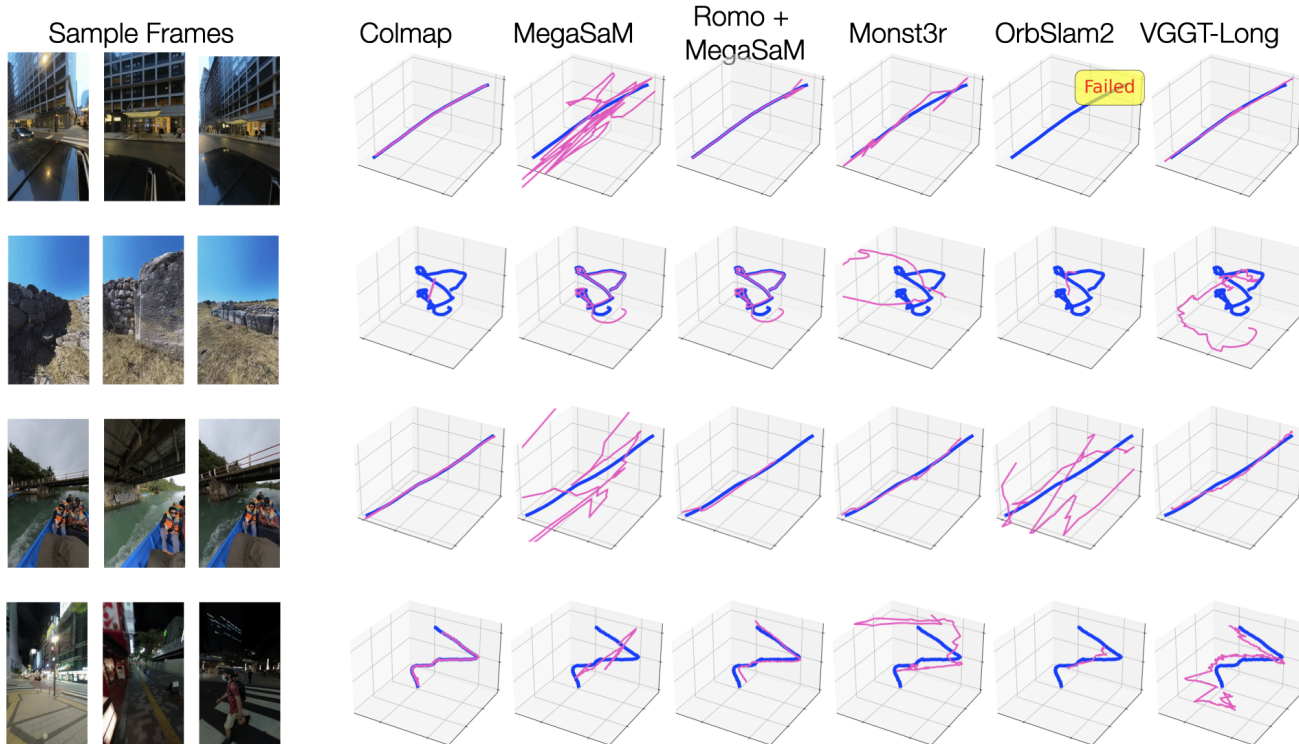 Sample Frames
Colmap
MegaSaM
Romo +
MegaSaM
Monst3r
OrbSlam2
VGGT-Long
Failed